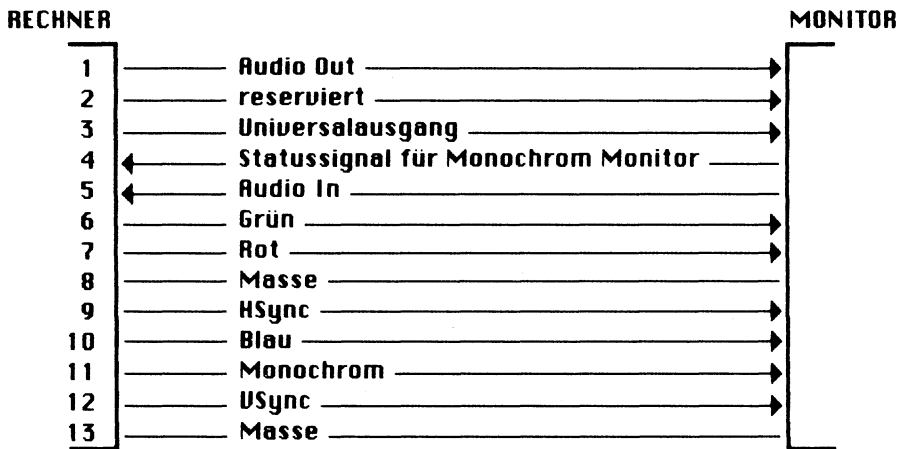 RECHNER MONITOR
1 Audio Out
2 reserviert
3 Universalausgang
4 Statussignal für Monochrom Monitor
5 Audio In
6 Grün
7 Rot
8 Masse
9 HSync
10 Blau
11 Monochrom
12 VSync
13 Masse